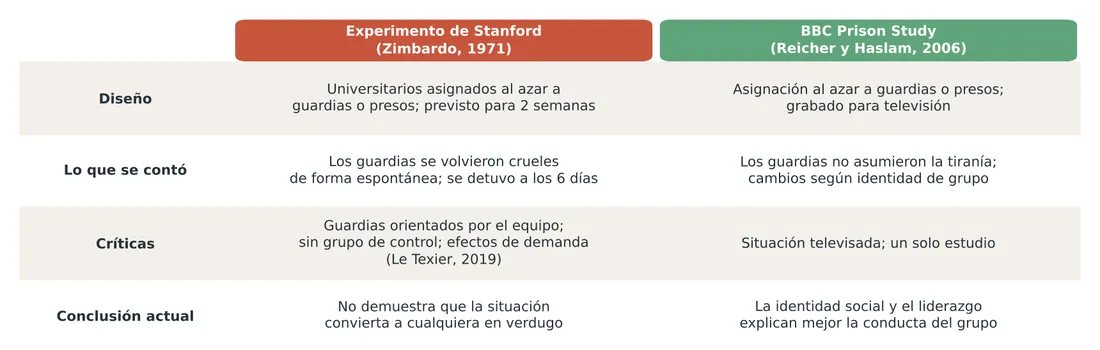 Experimento de Stanford
(Zimbardo, 1971)
BBC Prison Study
(Reicher y Haslam, 2006)
Diseño
Universitarios asignados al azar a
guardias o presos; previsto para 2 semanas
Asignación al azar a guardias o presos;
grabado para televisión
Lo que se contó
Los guardias se volvieron crueles
de forma espontánea; se detuvo a los 6 días
Los guardias no asumieron la tiranía;
cambios según identidad de grupo
Críticas
Guardias orientados por el equipo;
sin grupo de control; efectos de demanda
(Le Texier, 2019)
Situación televisada; un solo estudio
Conclusión actual
No demuestra que la situación
convierta a cualquiera en verdugo
La identidad social y el liderazgo
explican mejor la conducta del grupo